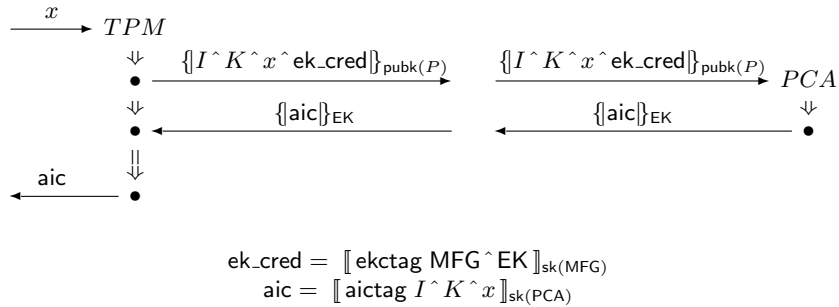 x
TPM
{|I ˆ K ˆ x ˆ ek_cred|}pubk(P)
{|I ˆ K ˆ x ˆ ek_cred|}pubk(P)
PCA
{|aic|}EK
{|aic|}EK
aic
ek_cred = [[ ekctag MFG ˆ EK ]]sk(MFG)
aic = [[ aictag I ˆ K ˆ x ]]sk(PCA)